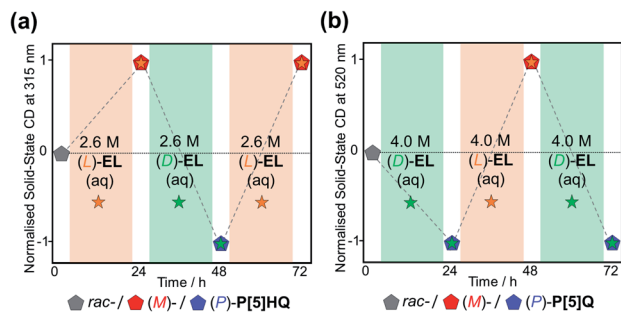 (a)
Normalised Solid-State CD at 315 nm
1
0
-1
2.6 M
(L)-EL
(aq)
2.6 M
(D)-EL
(aq)
2.6 M
(L)-EL
(aq)
0
24
48
72
Time / h
rac-/ (M)-/ (P)-P[5]HQ
(b)
Normalised Solid-State CD at 520 nm
1
0
-1
4.0 M
(D)-EL
(aq)
4.0 M
(L)-EL
(aq)
4.0 M
(D)-EL
(aq)
0
24
48
72
Time / h
rac-/ (M)-/ (P)-P[5]Q